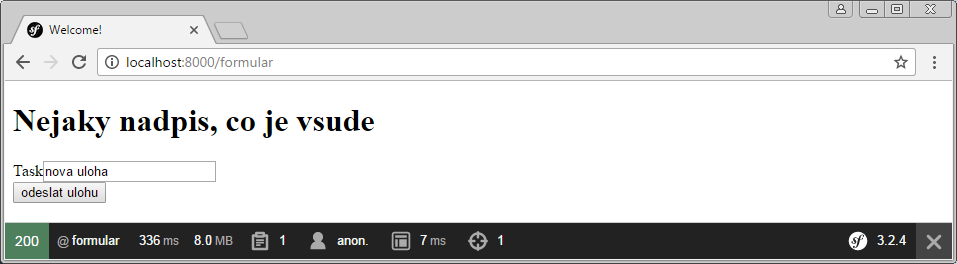 Welcome!
localhost:8000/formular
Nejaky nadpis, co je vsude
Task nova uloha
odeslat ulohu
200 @ formular 336 ms 8.0 MB 1 anon. 7 ms 1 sf 3.2.4